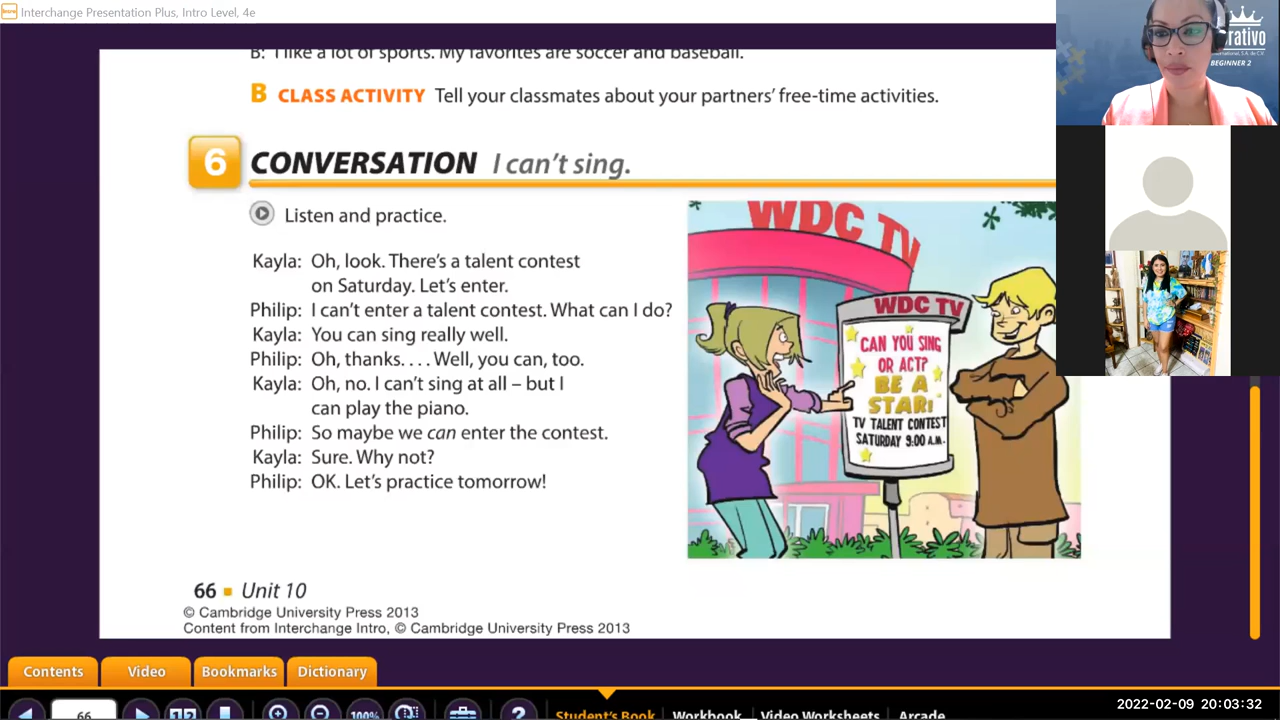 Interchange Presentation Plus, Intro Level, 4e
B: I like a lot of sports. My favorites are soccer and baseball.
B CLASS ACTIVITY Tell your classmates about your partners' free-time activities.
6 CONVERSATION I can't sing.
Listen and practice.
Kayla: Oh, look. There's a talent contest
on Saturday. Let's enter.
Philip: I can't enter a talent contest. What can I do?
Kayla: You can sing really well.
Philip: Oh, thanks. . . . Well, you can, too.
Kayla: Oh, no. I can't sing at all – but I
can play the piano.
Philip: So maybe we can enter the contest.
Kayla: Sure. Why not?
Philip: OK. Let's practice tomorrow!
WDC TV
WDC TV
CAN YOU SING
OR ACT?
BE A
STAR!
TV TALENT CONTEST
SATURDAY 9:00 A.M.
66 Unit 10
© Cambridge University Press 2013
Content from Interchange Intro, © Cambridge University Press 2013
rativo
BEGINNER 2
Contents Video Bookmarks Dictionary
66 100% ? Student's Book Workbook Video Worksheets Arcade
2022-02-09 20:03:32